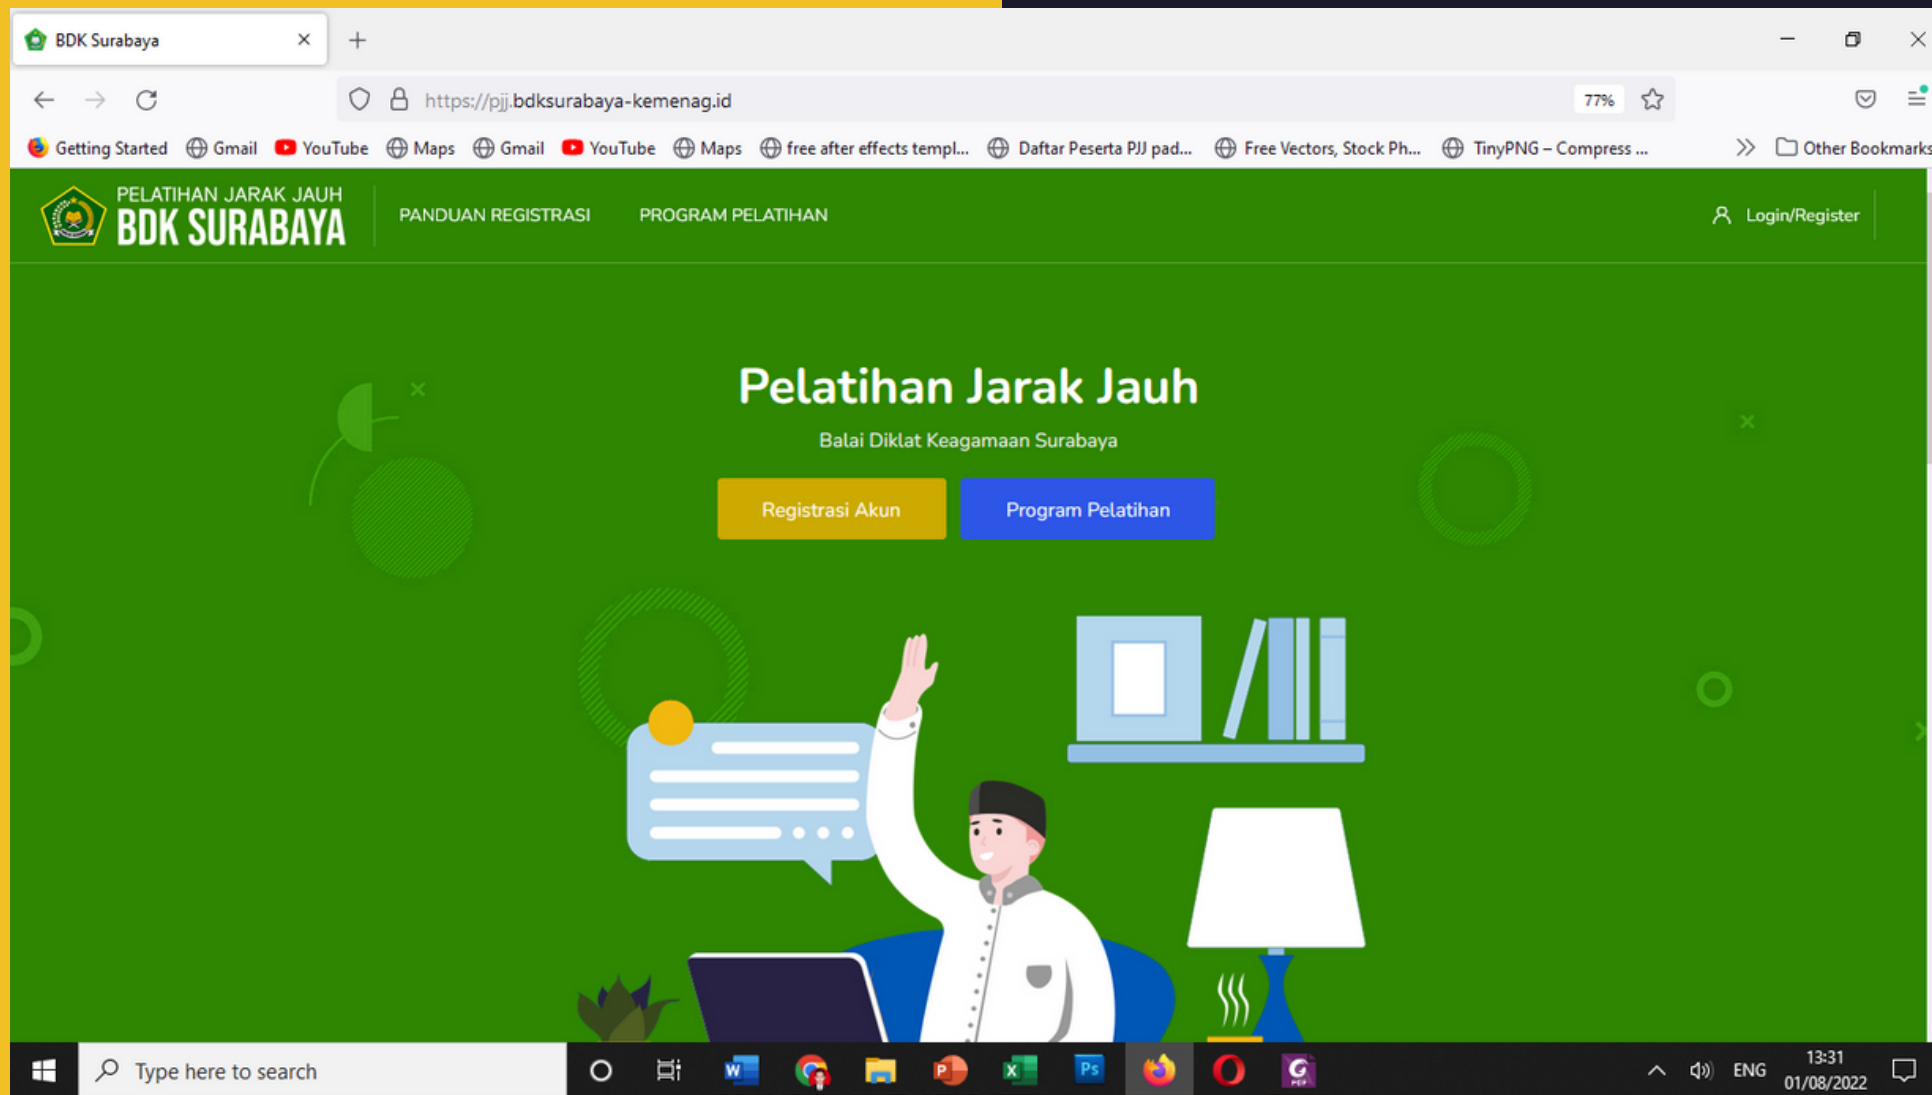 BDK Surabaya
https://pjj.bdksurabaya-kemenag.id
77%
Getting Started Gmail YouTube Maps Gmail YouTube Maps free after effects templ... Daftar Peserta PJJ pad... Free Vectors, Stock Ph... TinyPNG – Compress ... Other Bookmarks
PELATIHAN JARAK JAUH
BDK SURABAYA
PANDUAN REGISTRASI PROGRAM PELATIHAN Login/Register
Pelatihan Jarak Jauh
Balai Diklat Keagamaan Surabaya
Registrasi Akun Program Pelatihan
Type here to search
W
P
X
Ps
G
PDF
ENG
13:31
01/08/2022